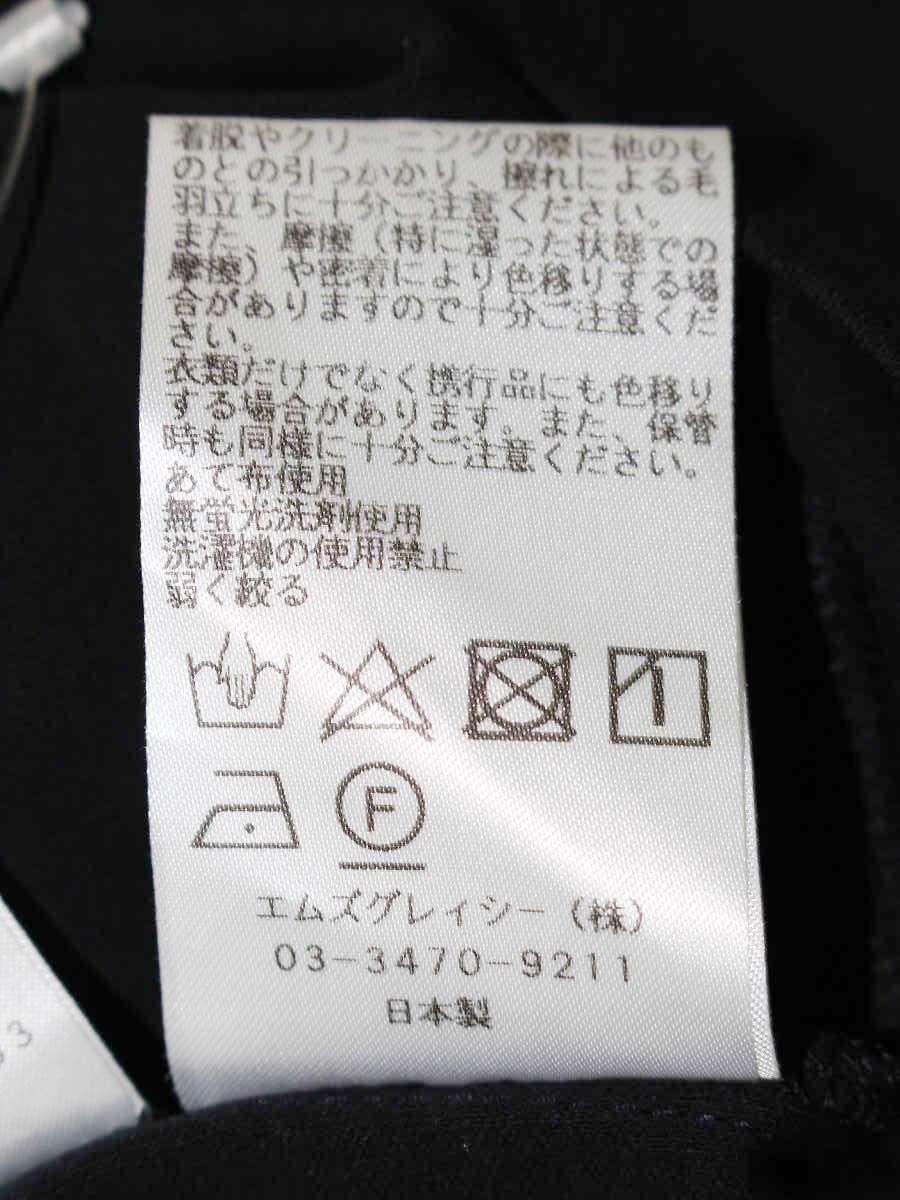 着脱やクリーニングの際に他のも
のとの引っかかり、擦れによる毛
羽立ちに十分ご注意ください。
また、摩擦（特に湿った状態での
摩擦）や密着により色移りする場
合がありますので十分ご注意くだ
さい。
衣類だけでなく携行品にも色移り
する場合があります。また、保管
時も同様に十分ご注意ください。
あて布使用
無蛍光洗剤使用
洗濯機の使用禁止
弱く絞る
F
エムズグレイシー（株）
03-3470-9211
日本製